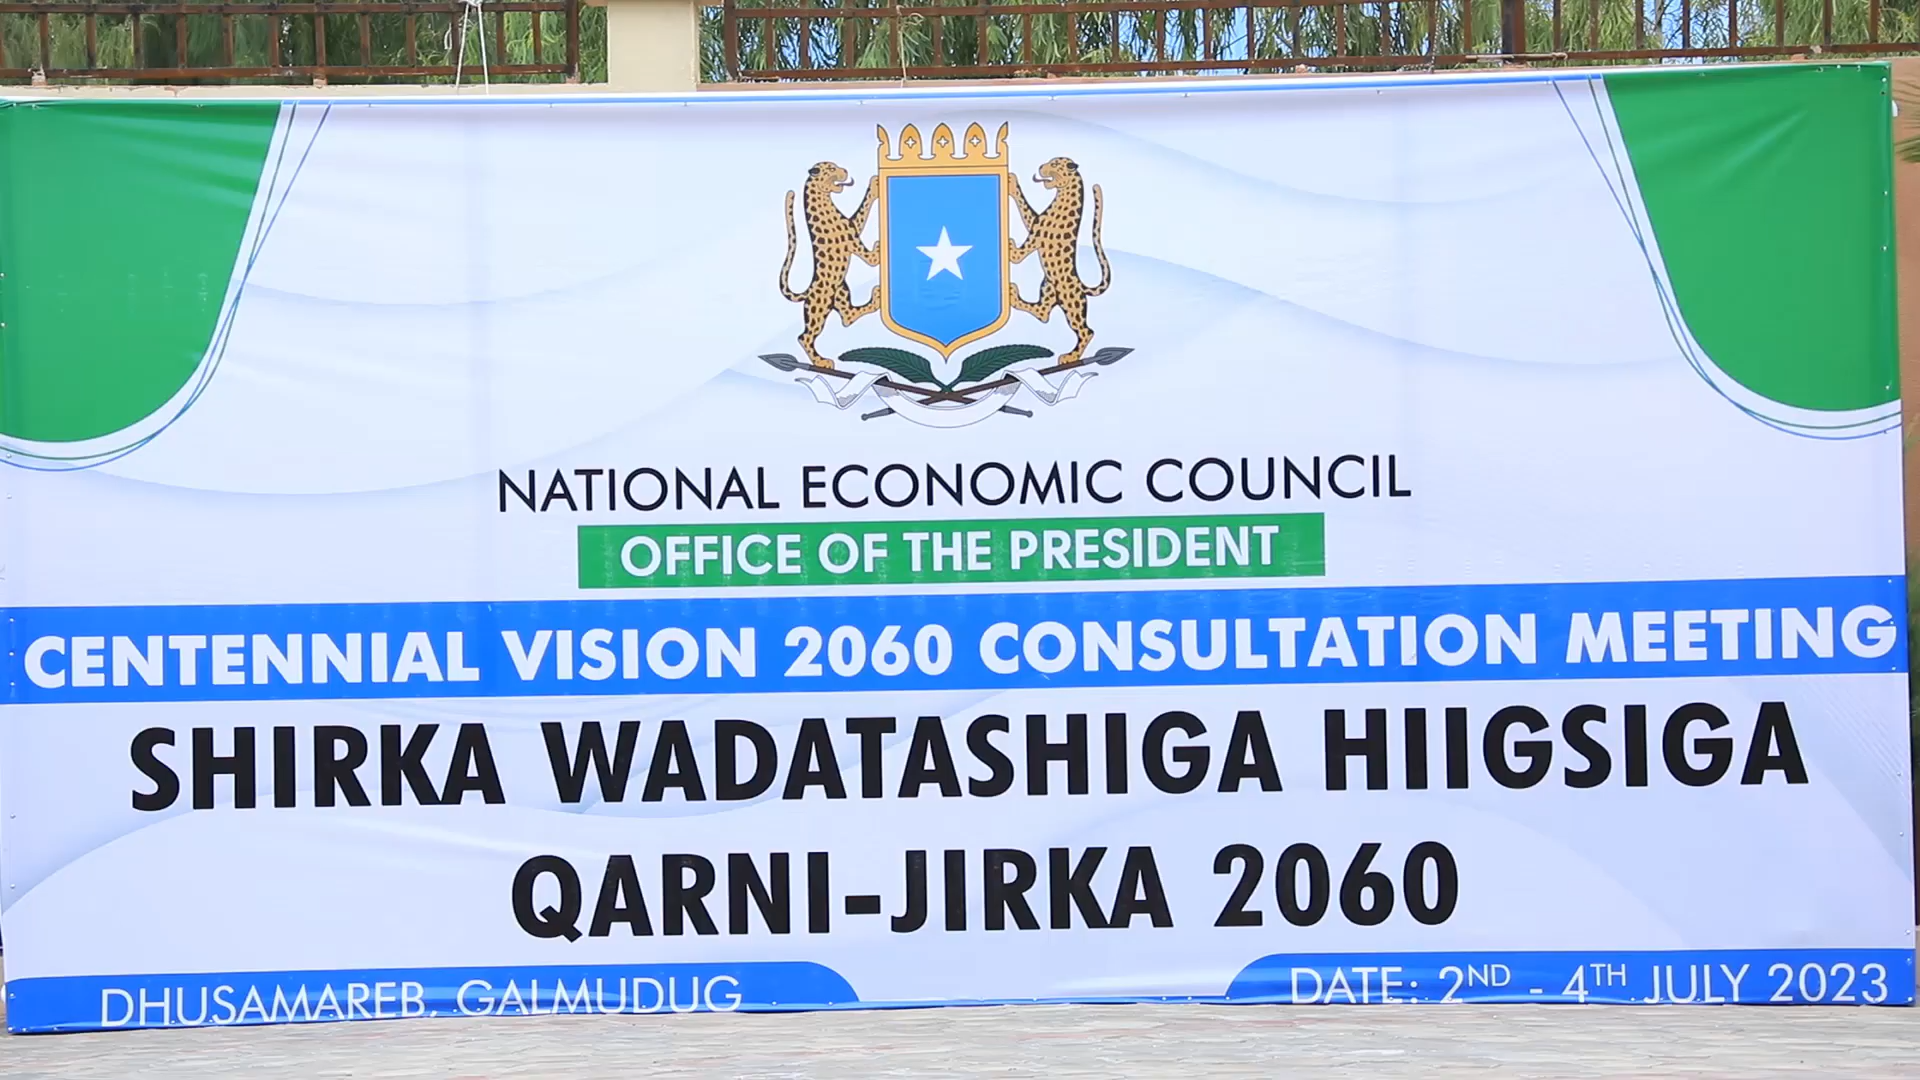 NATIONAL ECONOMIC COUNCIL
OFFICE OF THE PRESIDENT
CENTENNIAL VISION 2060 CONSULTATION MEETING
SHIRKA WADATASHIGA HIIGSIGA
QARNI-JIRKA 2060
DHUSAMAREB, GALMUDUG
DATE: 2ND - 4TH JULY 2023